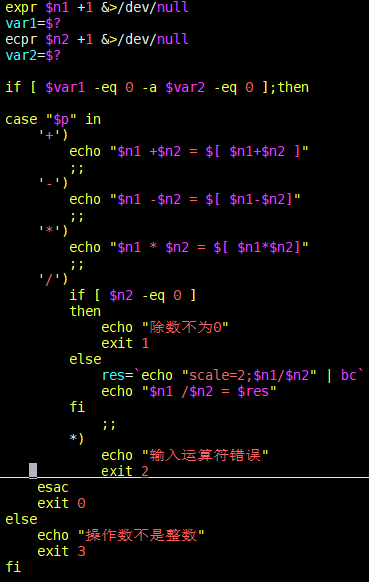 expr $n1 +1 &>/dev/null
var1=$?
ecpr $n2 +1 &>/dev/null
var2=$?

if [ $var1 -eq 0 -a $var2 -eq 0 ];then

case "$p" in
    '+')
        echo "$n1 +$n2 = $[ $n1+$n2 ]"
        ;;
    '-')
        echo "$n1 -$n2 = $[ $n1-$n2]"
        ;;
    '*')
        echo "$n1 * $n2 = $[ $n1*$n2]"
        ;;
    '/')
        if [ $n2 -eq 0 ]
        then
            echo "除数不为0"
            exit 1
        else
            res=`echo "scale=2;$n1/$n2" | bc`
            echo "$n1 /$n2 = $res"
        fi
            ;;
        *)
            echo "输入运算符错误"
            exit 2
    esac
    exit 0
else
    echo "操作数不是整数"
    exit 3
fi